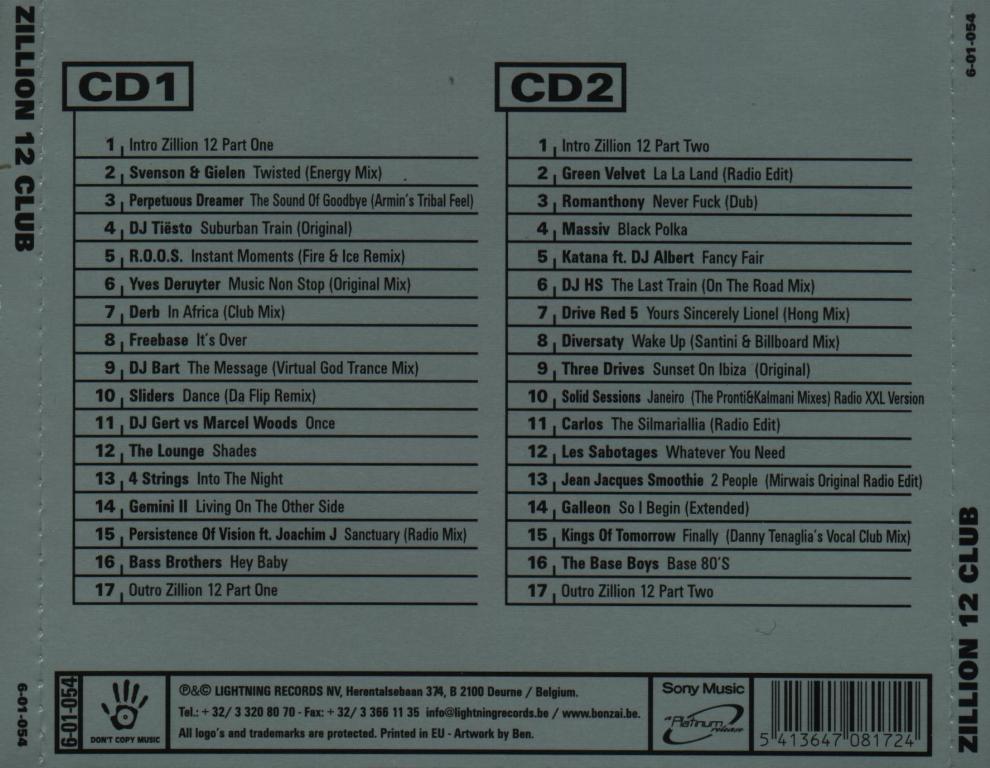 ZILLION 12 CLUB
6-01-054
CD1
1 Intro Zillion 12 Part One
2 Svenson & Gielen Twisted (Energy Mix)
3 Perpetuous Dreamer The Sound Of Goodbye (Armin's Tribal Feel)
4 DJ Tiësto Suburban Train (Original)
5 R.O.O.S. Instant Moments (Fire & Ice Remix)
6 Yves Deruyter Music Non Stop (Original Mix)
7 Derb In Africa (Club Mix)
8 Freebase It's Over
9 DJ Bart The Message (Virtual God Trance Mix)
10 Sliders Dance (Da Flip Remix)
11 DJ Gert vs Marcel Woods Once
12 The Lounge Shades
13 4 Strings Into The Night
14 Gemini II Living On The Other Side
15 Persistence Of Vision ft. Joachim J Sanctuary (Radio Mix)
16 Bass Brothers Hey Baby
17 Outro Zillion 12 Part One
CD2
1 Intro Zillion 12 Part Two
2 Green Velvet La La Land (Radio Edit)
3 Romanthony Never Fuck (Dub)
4 Massiv Black Polka
5 Katana ft. DJ Albert Fancy Fair
6 DJ HS The Last Train (On The Road Mix)
7 Drive Red 5 Yours Sincerely Lionel (Hong Mix)
8 Diversaty Wake Up (Santini & Billboard Mix)
9 Three Drives Sunset On Ibiza (Original)
10 Solid Sessions Janeiro (The Pronti&Kalmani Mixes) Radio XXL Version
11 Carlos The Silmariallia (Radio Edit)
12 Les Sabotages Whatever You Need
13 Jean Jacques Smoothie 2 People (Mirwais Original Radio Edit)
14 Galleon So I Begin (Extended)
15 Kings Of Tomorrow Finally (Danny Tenaglia's Vocal Club Mix)
16 The Base Boys Base 80'S
17 Outro Zillion 12 Part Two
6-01-054
DON'T COPY MUSIC
℗&© LIGHTNING RECORDS NV, Herentalsebaan 374, B 2100 Deurne / Belgium.
Tel.: + 32/ 3 320 80 70 - Fax: + 32/ 3 366 11 35 info@lightningrecords.be / www.bonzai.be.
All logo's and trademarks are protected. Printed in EU - Artwork by Ben.
Sony Music
a Platinum release
5 413647 081724
6-01-054
ZILLION 12 CLUB